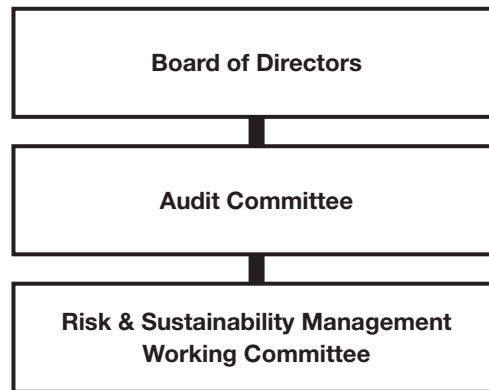 Board of Directors
Audit Committee
Risk & Sustainability Management
Working Committee